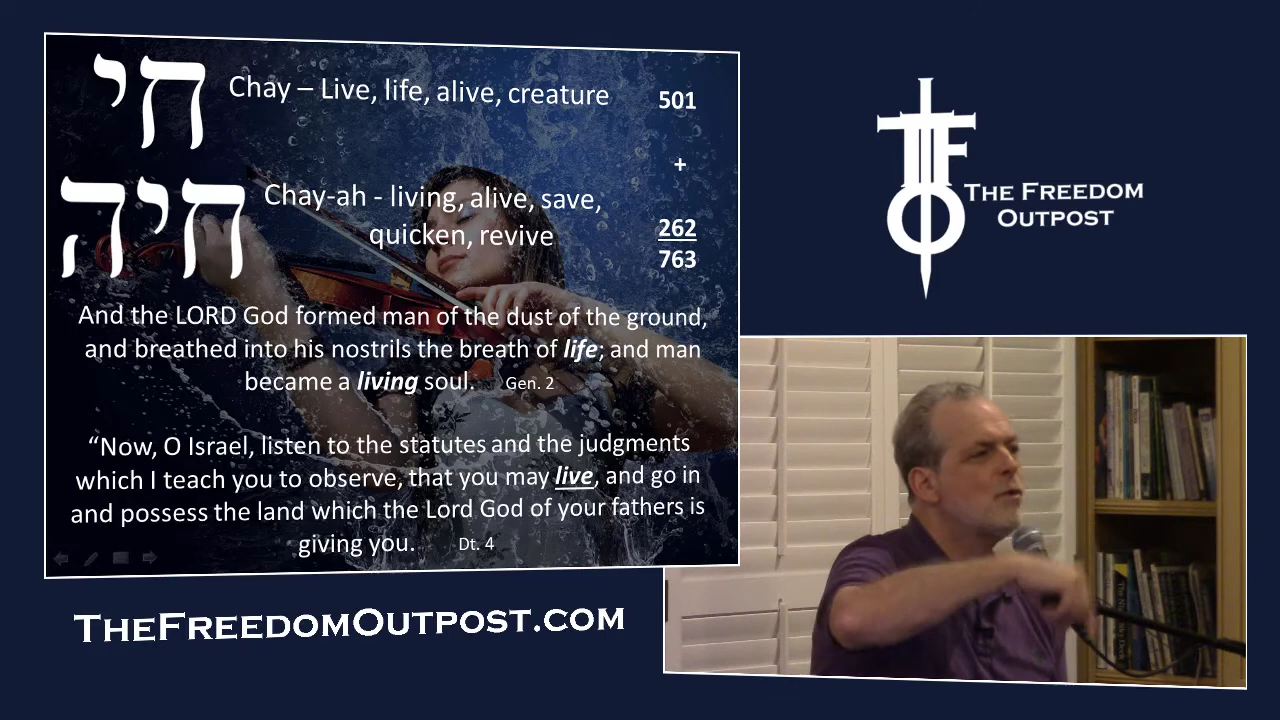 חי
Chay – Live, life, alive, creature
501
+
חיה
Chay-ah - living, alive, save,
quicken, revive
262
763
And the LORD God formed man of the dust of the ground,
and breathed into his nostrils the breath of life; and man
became a living soul. Gen. 2
“Now, O Israel, listen to the statutes and the judgments
which I teach you to observe, that you may live, and go in
and possess the land which the Lord God of your fathers is
giving you. Dt. 4
TheFreedomOutpost.com
TFO
The Freedom
Outpost